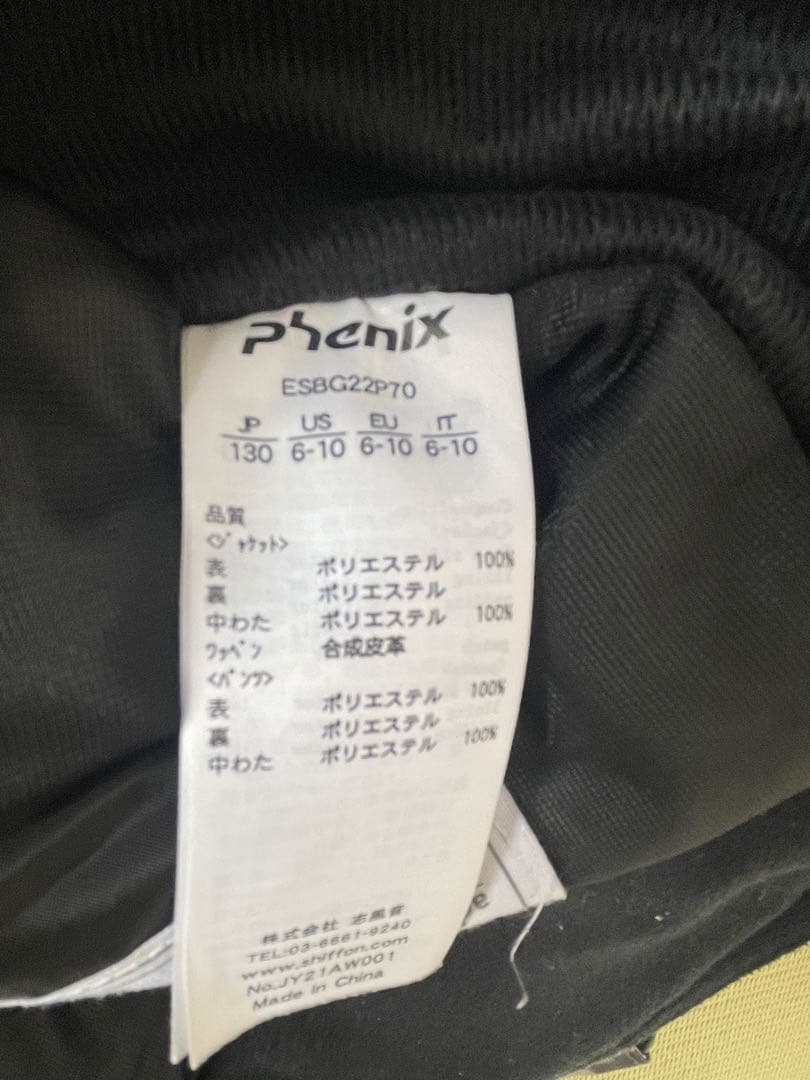 Phenix
ESBG22P70
JP US EU IT
130 6-10 6-10 6-10
品質
<ｼﾞｬｹｯﾄ>
表 ポリエステル 100%
裏 ポリエステル
中わた ポリエステル 100%
ﾜｯﾍﾟﾝ 合成皮革
<ﾊﾟﾝﾂ>
表 ポリエステル 100%
裏 ポリエステル
中わた ポリエステル 100%
株式会社 志風音
TEL:03-6661-9240
www.shiffon.com
No.JY21AW001
Made in China